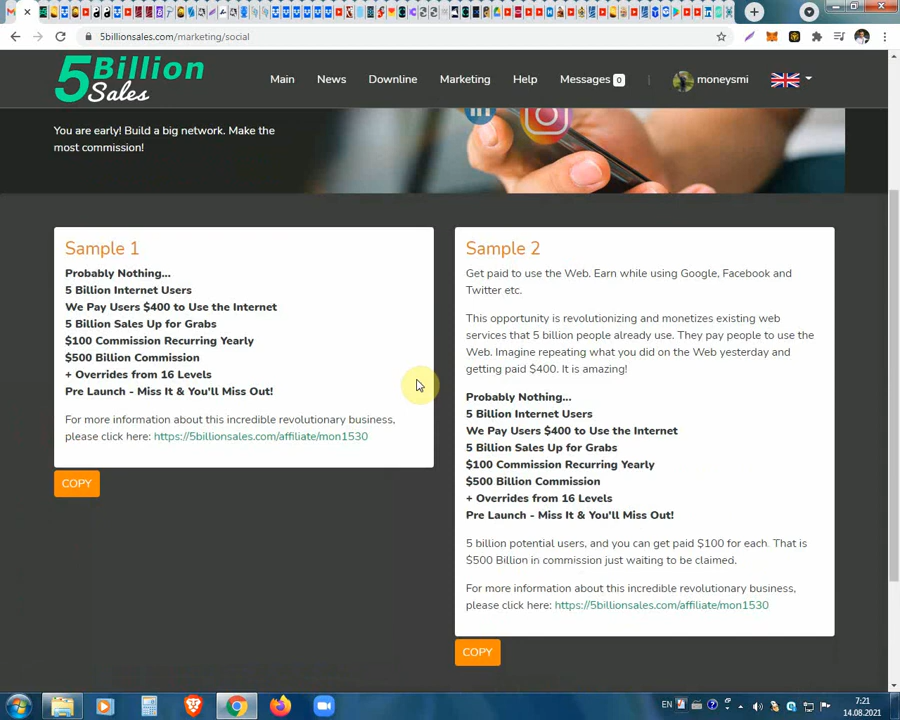 5billionsales.com/marketing/social
5Billion
Sales
Main
News
Downline
Marketing
Help
Messages 0
moneysmi
You are early! Build a big network. Make the
most commission!
Sample 1
Probably Nothing...
5 Billion Internet Users
We Pay Users $400 to Use the Internet
5 Billion Sales Up for Grabs
$100 Commission Recurring Yearly
$500 Billion Commission
+ Overrides from 16 Levels
Pre Launch - Miss It & You'll Miss Out!
For more information about this incredible revolutionary business,
please click here: https://5billionsales.com/affiliate/mon1530
COPY
Sample 2
Get paid to use the Web. Earn while using Google, Facebook and
Twitter etc.
This opportunity is revolutionizing and monetizes existing web
services that 5 billion people already use. They pay people to use the
Web. Imagine repeating what you did on the Web yesterday and
getting paid $400. It is amazing!
Probably Nothing...
5 Billion Internet Users
We Pay Users $400 to Use the Internet
5 Billion Sales Up for Grabs
$100 Commission Recurring Yearly
$500 Billion Commission
+ Overrides from 16 Levels
Pre Launch - Miss It & You'll Miss Out!
5 billion potential users, and you can get paid $100 for each. That is
$500 Billion in commission just waiting to be claimed.
For more information about this incredible revolutionary business,
please click here: https://5billionsales.com/affiliate/mon1530
COPY
EN
7:21
14.08.2021